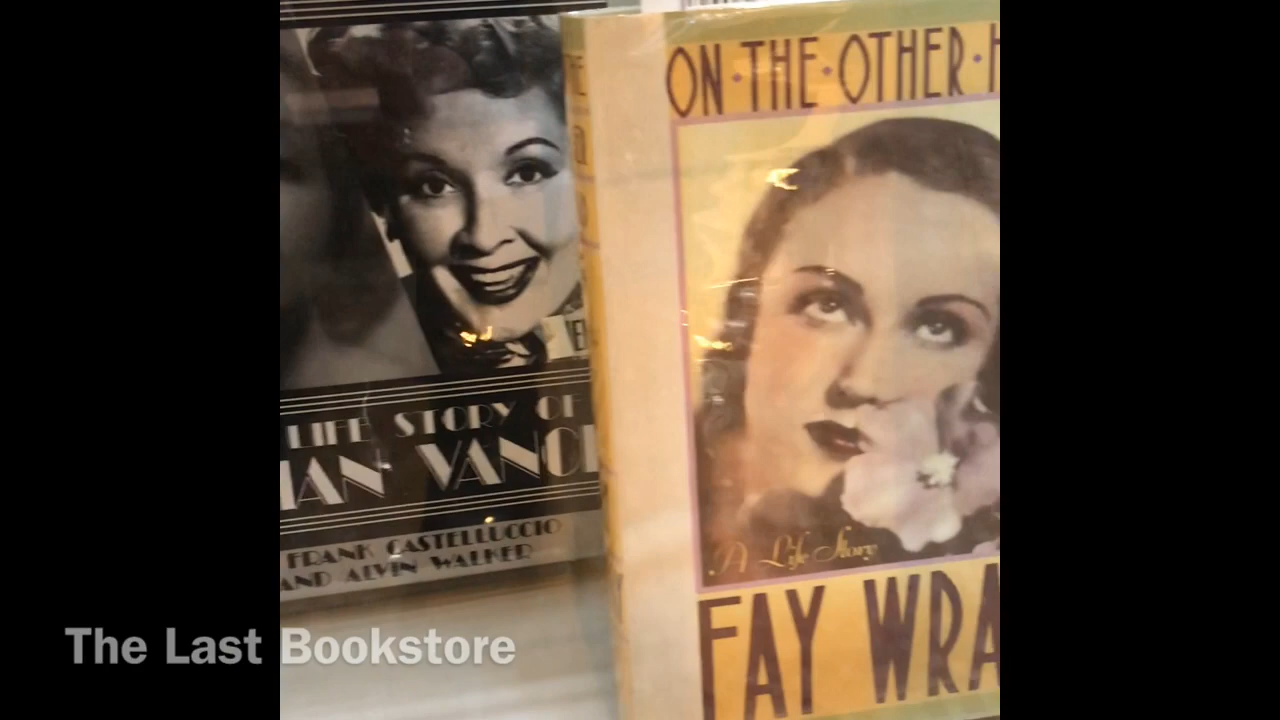 LIFE STORY OF
IAN VANC
FRANK CASTELLUCCIO
AND ALVIN WALKER
ON·THE·OTHER·H
A Life Story
FAY WRA
The Last Bookstore